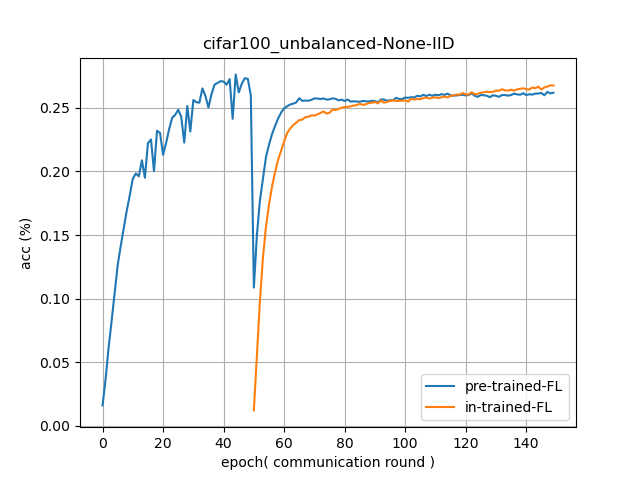 cifar100_unbalanced-None-IID
acc (%)
0.25
0.20
0.15
0.10
0.05
0.00
0 20 40 60 80 100 120 140
epoch( communication round )
pre-trained-FL
in-trained-FL